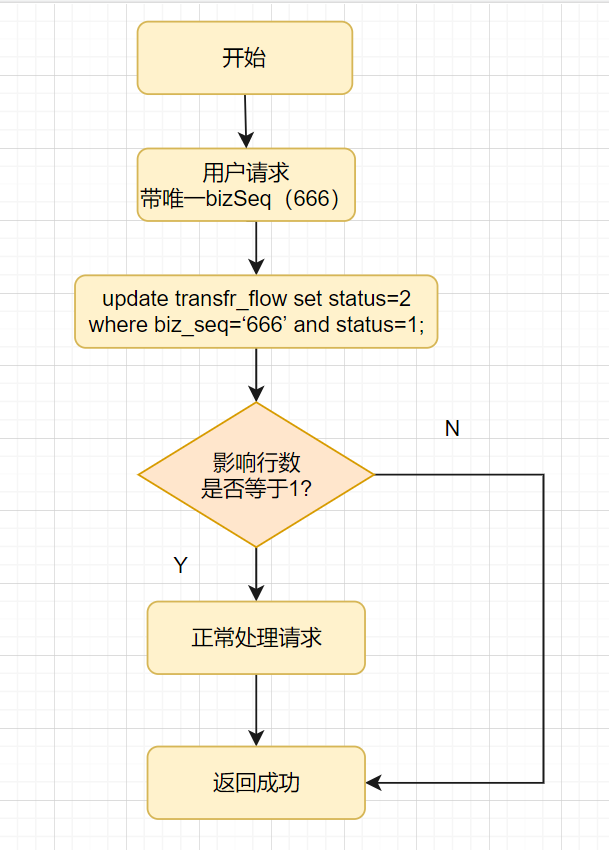 开始
用户请求
带唯一bizSeq（666）
update transfr_flow set status=2
where biz_seq=‘666’ and status=1;
影响行数
是否等于1?
N
Y
正常处理请求
返回成功